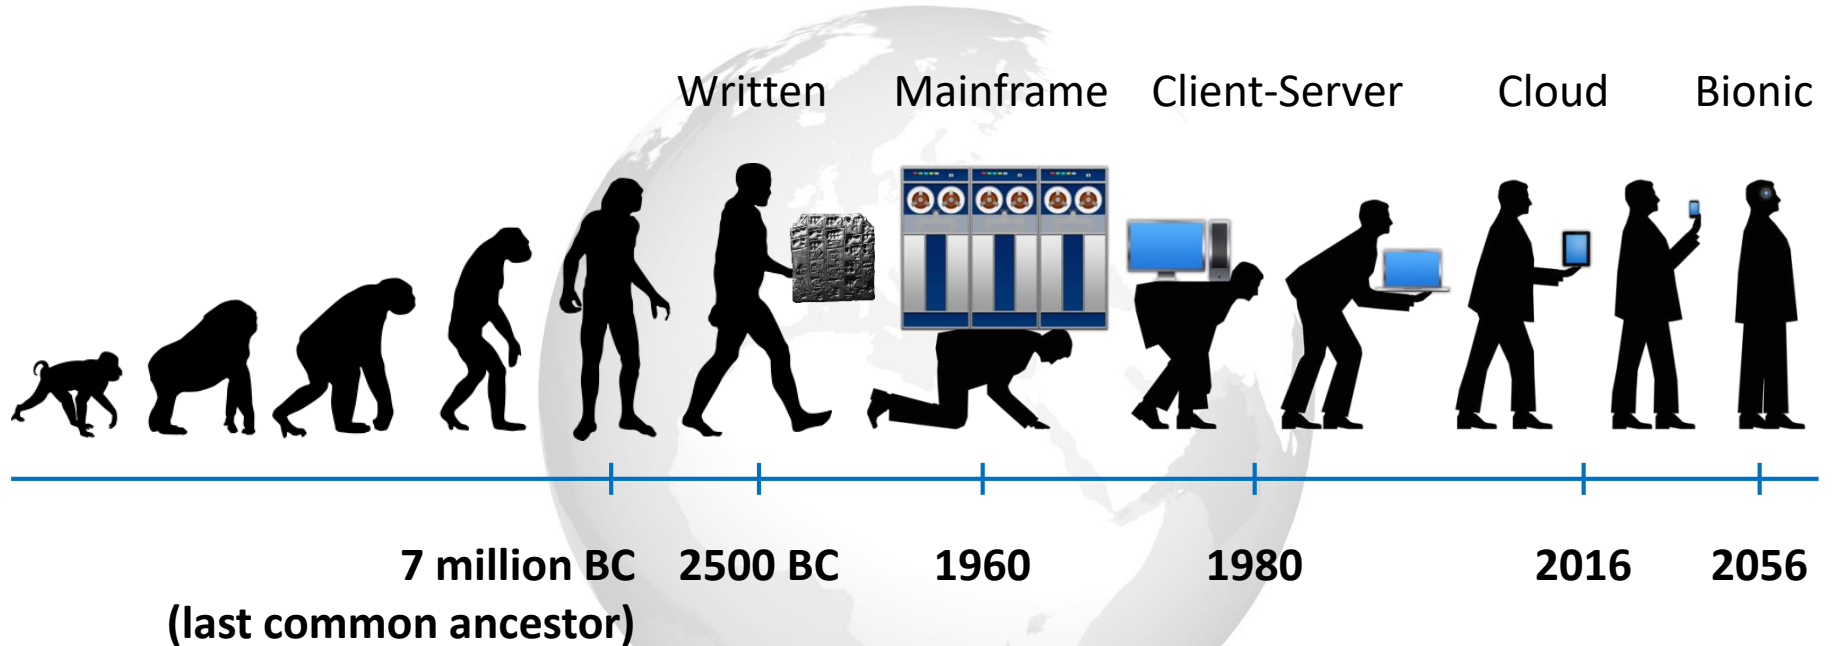 Written Mainframe Client-Server Cloud Bionic
7 million BC 2500 BC 1960 1980 2016 2056
(last common ancestor)